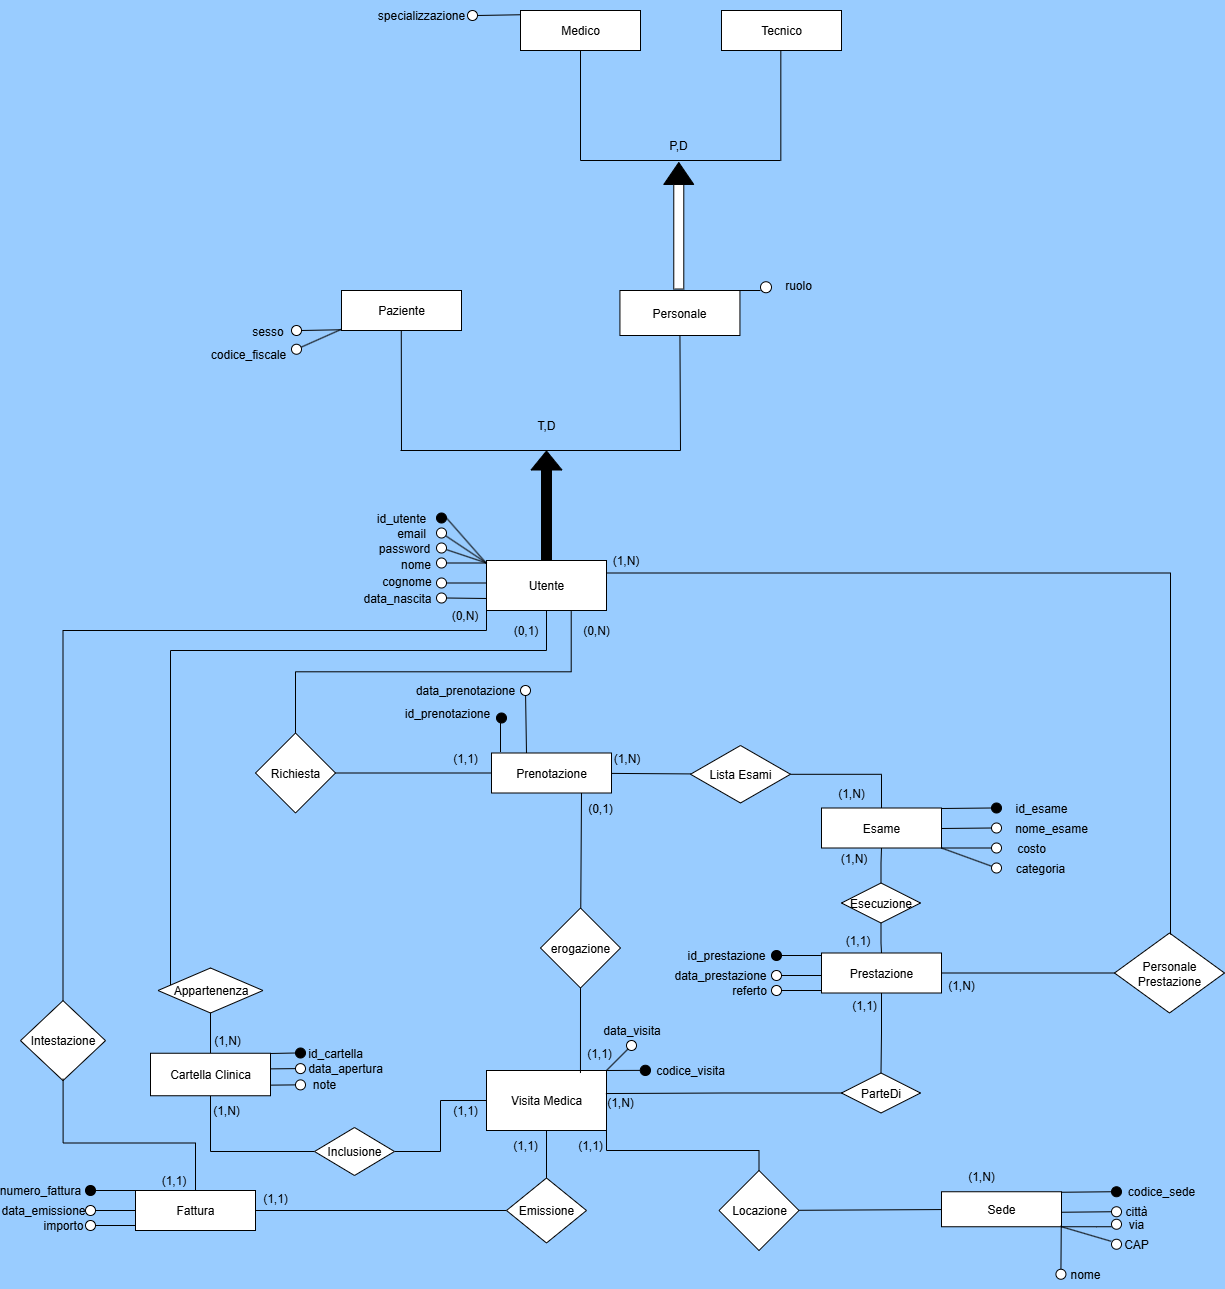 specializzazione
Medico
Tecnico
P,D
ruolo
Paziente
Personale
sesso
codice_fiscale
T,D
id_utente
email
password
nome
cognome
data_nascita
Utente
(1,N)
(0,N)
(0,1)
(0,N)
data_prenotazione
id_prenotazione
Richiesta
(1,1)
Prenotazione
(1,N)
Lista Esami
(0,1)
(1,N)
Esame
id_esame
nome_esame
costo
categoria
(1,N)
Esecuzione
(1,1)
erogazione
id_prestazione
data_prestazione
referto
Prestazione
(1,N)
(1,1)
Personale
Prestazione
Appartenenza
Intestazione
(1,N)
Cartella Clinica
id_cartella
data_apertura
note
(1,N)
data_visita
(1,1)
codice_visita
Visita Medica
(1,N)
ParteDi
(1,1)
Inclusione
(1,1)
(1,1)
(1,1)
numero_fattura
data_emissione
importo
Fattura
(1,1)
Emissione
Locazione
(1,N)
Sede
codice_sede
città
via
CAP
nome